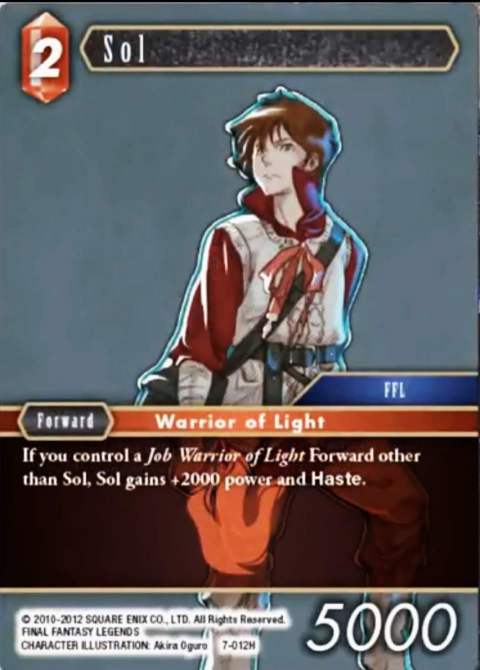 2
Sol
FFL
Forward
Warrior of Light
If you control a Job Warrior of Light Forward other
than Sol, Sol gains +2000 power and Haste.
© 2010-2012 SQUARE ENIX CO., LTD. All Rights Reserved.
FINAL FANTASY LEGENDS
CHARACTER ILLUSTRATION: Akira Oguro 7-012H
5000